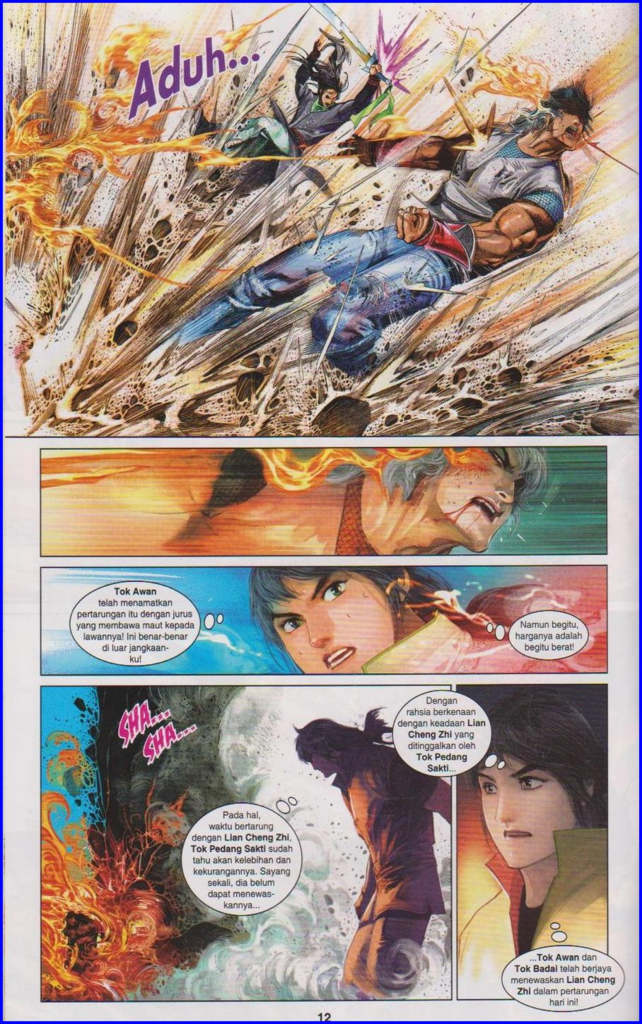 Aduh...
Tok Awan
telah menamatkan
pertarungan itu dengan jurus
yang membawa maut kepada
lawannya! Ini benar-benar
di luar jangkaan-
ku!
Namun begitu,
harganya adalah
begitu berat!
SHA...
SHA...
Pada hal,
waktu bertarung
dengan Lian Cheng Zhi,
Tok Pedang Sakti sudah
tahu akan kelebihan dan
kekurangannya. Sayang
sekali, dia belum
dapat menewas-
kannya...
Dengan
rahsia berkenaan
dengan keadaan Lian
Cheng Zhi yang
ditinggalkan oleh
Tok Pedang
Sakti...
...Tok Awan dan
Tok Badai telah berjaya
menewaskan Lian Cheng
Zhi dalam pertarungan
hari ini!
12